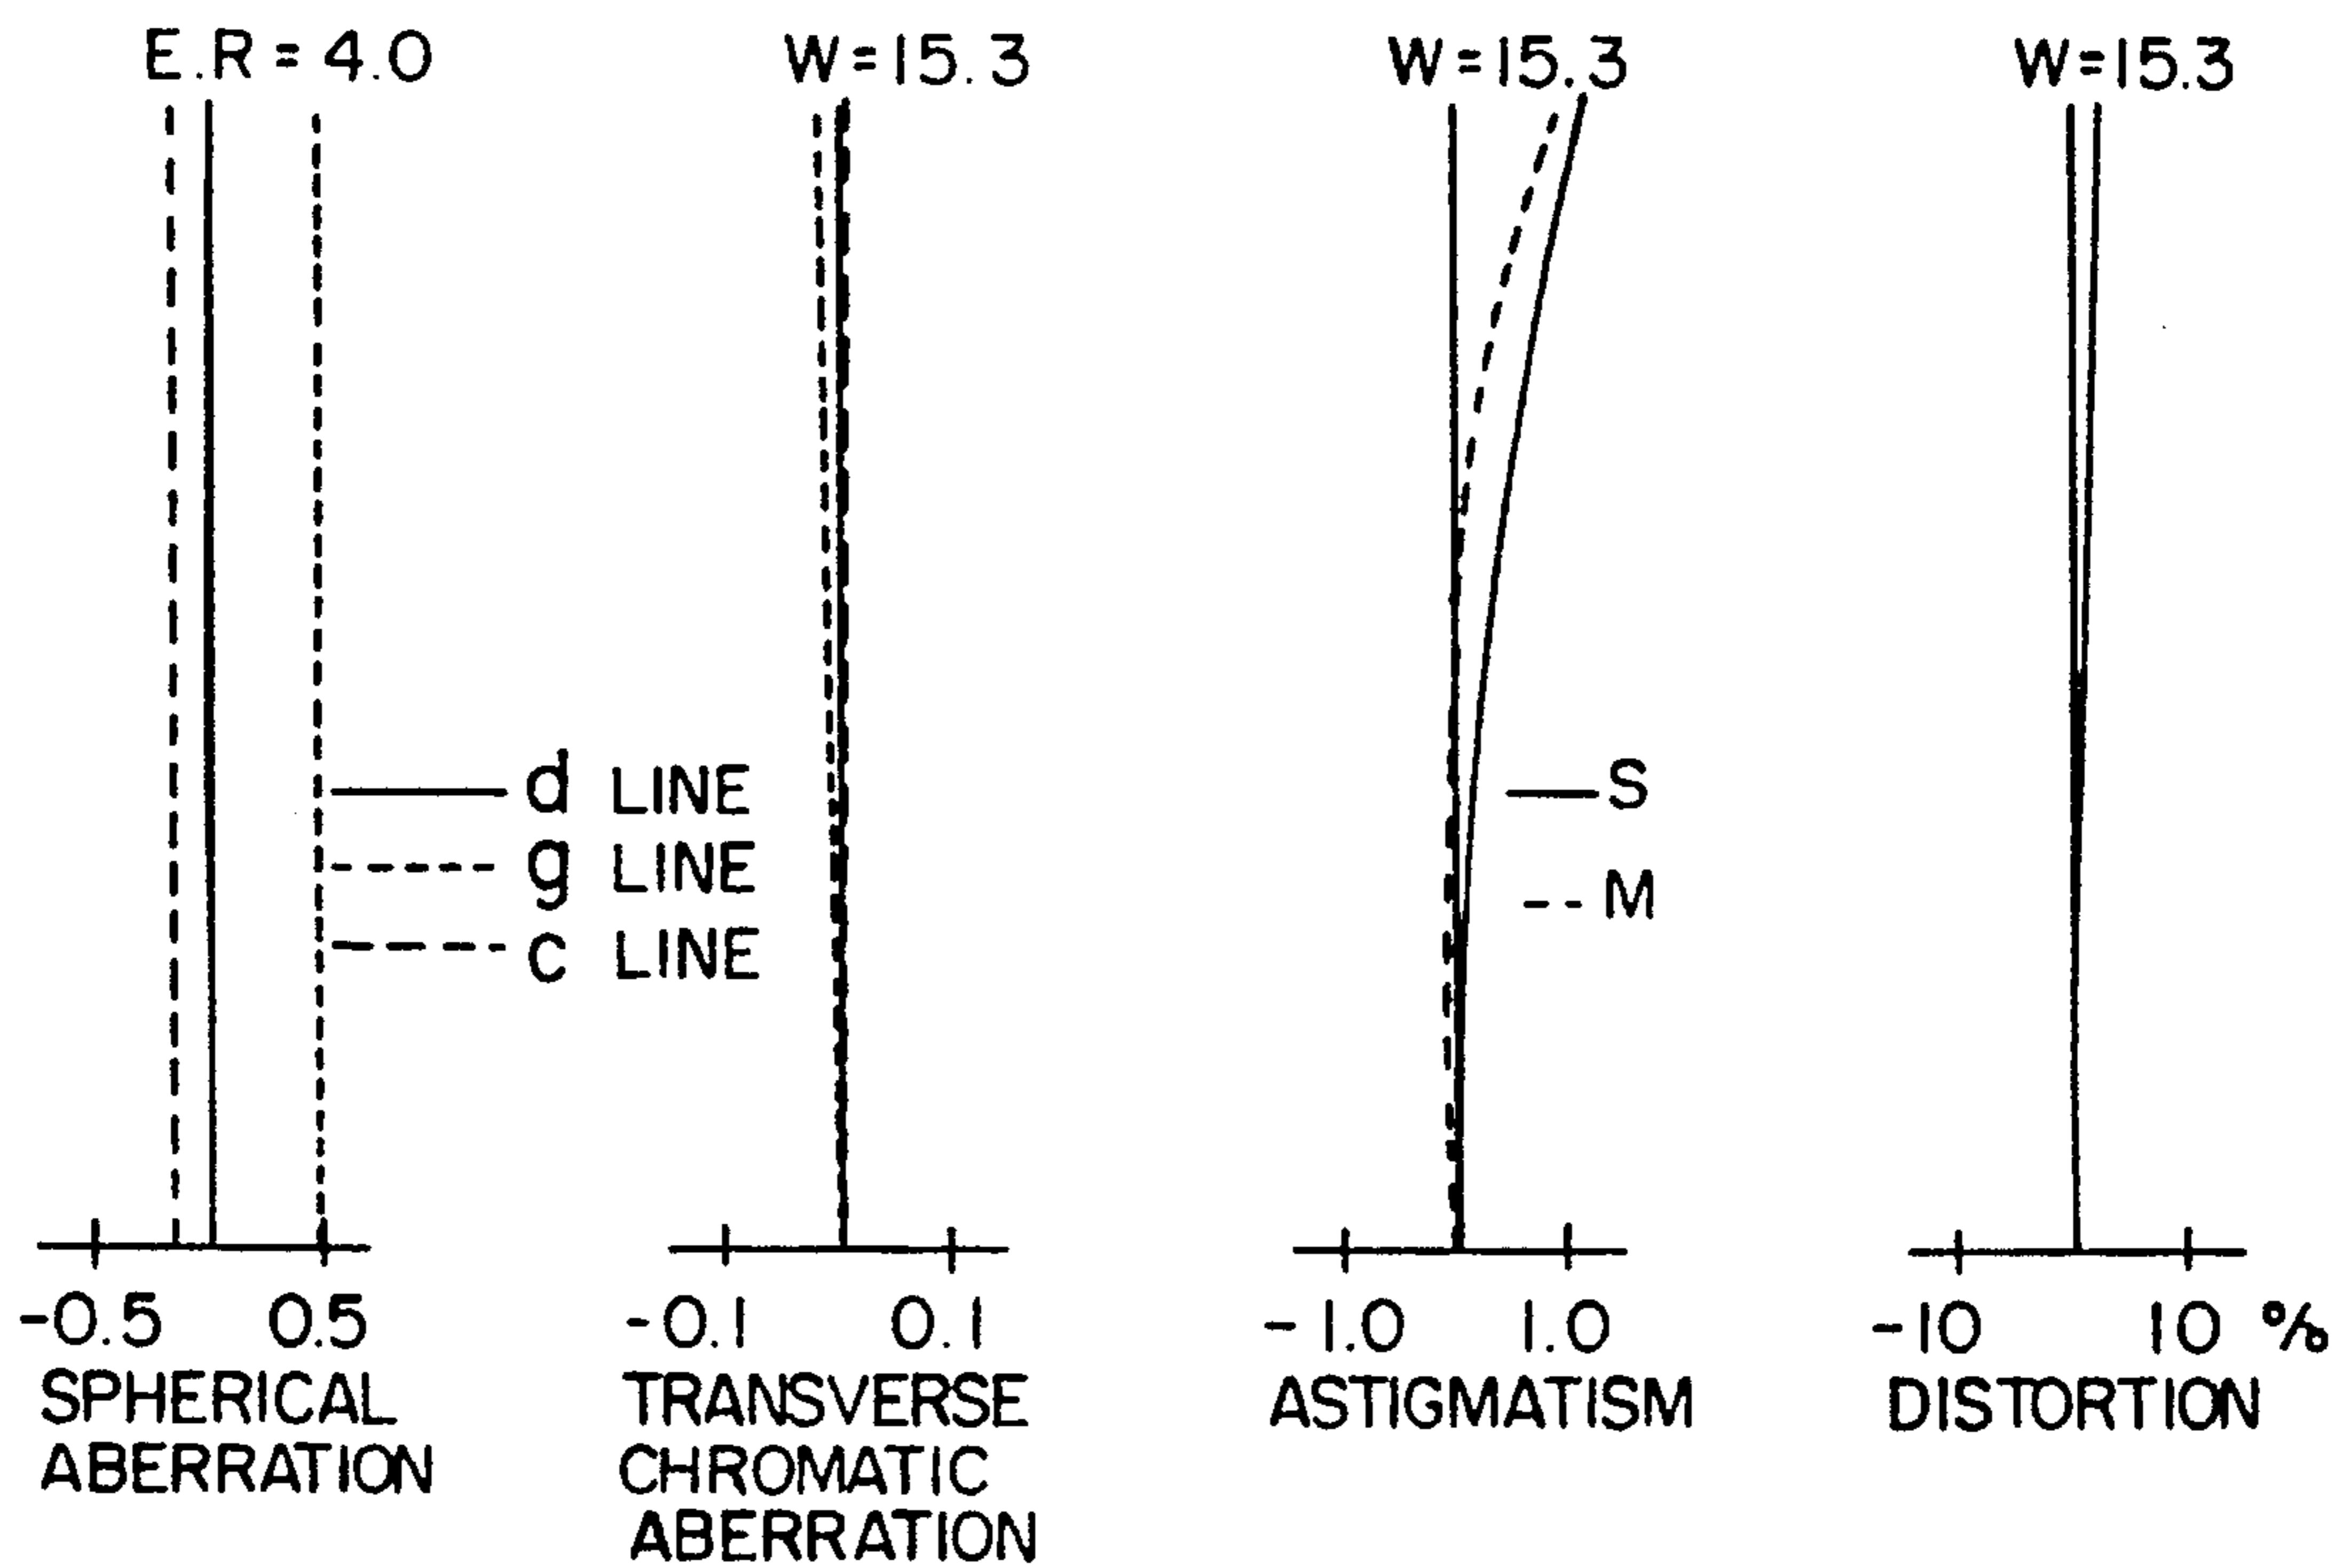 E.R = 4.0
W=15.3
W=15.3
W=15.3
d LINE
g LINE
c LINE
S
M
-0.5 0.5
-0.1 0.1
-1.0 1.0
-10 10 %
SPHERICAL
ABERRATION
TRANSVERSE
CHROMATIC
ABERRATION
ASTIGMATISM
DISTORTION